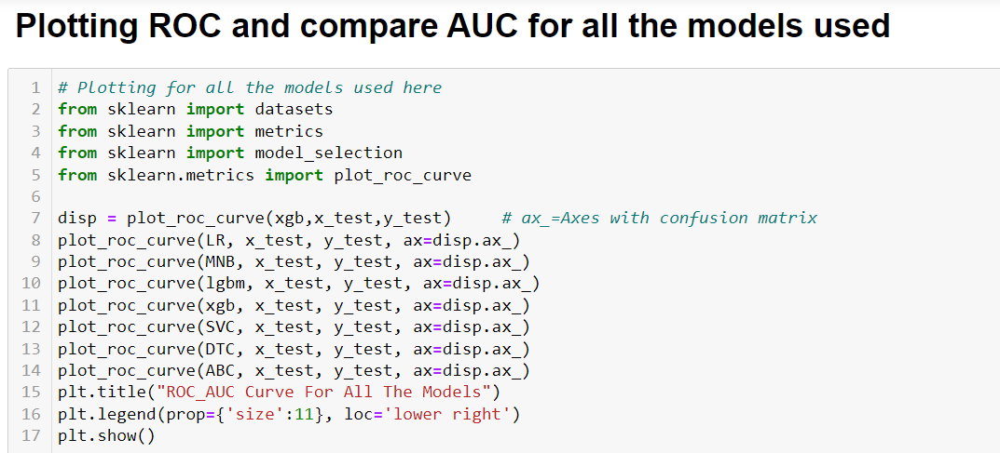 Plotting ROC and compare AUC for all the models used
1 # Plotting for all the models used here
2 from sklearn import datasets
3 from sklearn import metrics
4 from sklearn import model_selection
5 from sklearn.metrics import plot_roc_curve
6
7 disp = plot_roc_curve(xgb,x_test,y_test)     # ax_=Axes with confusion matrix
8 plot_roc_curve(LR, x_test, y_test, ax=disp.ax_)
9 plot_roc_curve(MNB, x_test, y_test, ax=disp.ax_)
10 plot_roc_curve(lgbm, x_test, y_test, ax=disp.ax_)
11 plot_roc_curve(xgb, x_test, y_test, ax=disp.ax_)
12 plot_roc_curve(SVC, x_test, y_test, ax=disp.ax_)
13 plot_roc_curve(DTC, x_test, y_test, ax=disp.ax_)
14 plot_roc_curve(ABC, x_test, y_test, ax=disp.ax_)
15 plt.title("ROC_AUC Curve For All The Models")
16 plt.legend(prop={'size':11}, loc='lower right')
17 plt.show()